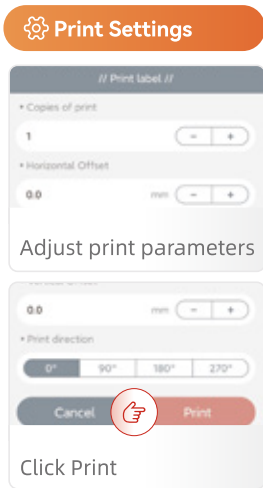 Print Settings
// Print label //
• Copies of print
1
- +
• Horizontal Offset
0.0 mm - +
Adjust print parameters
0.0 mm - +
• Print direction
0° 90° 180° 270°
Cancel Print
Click Print